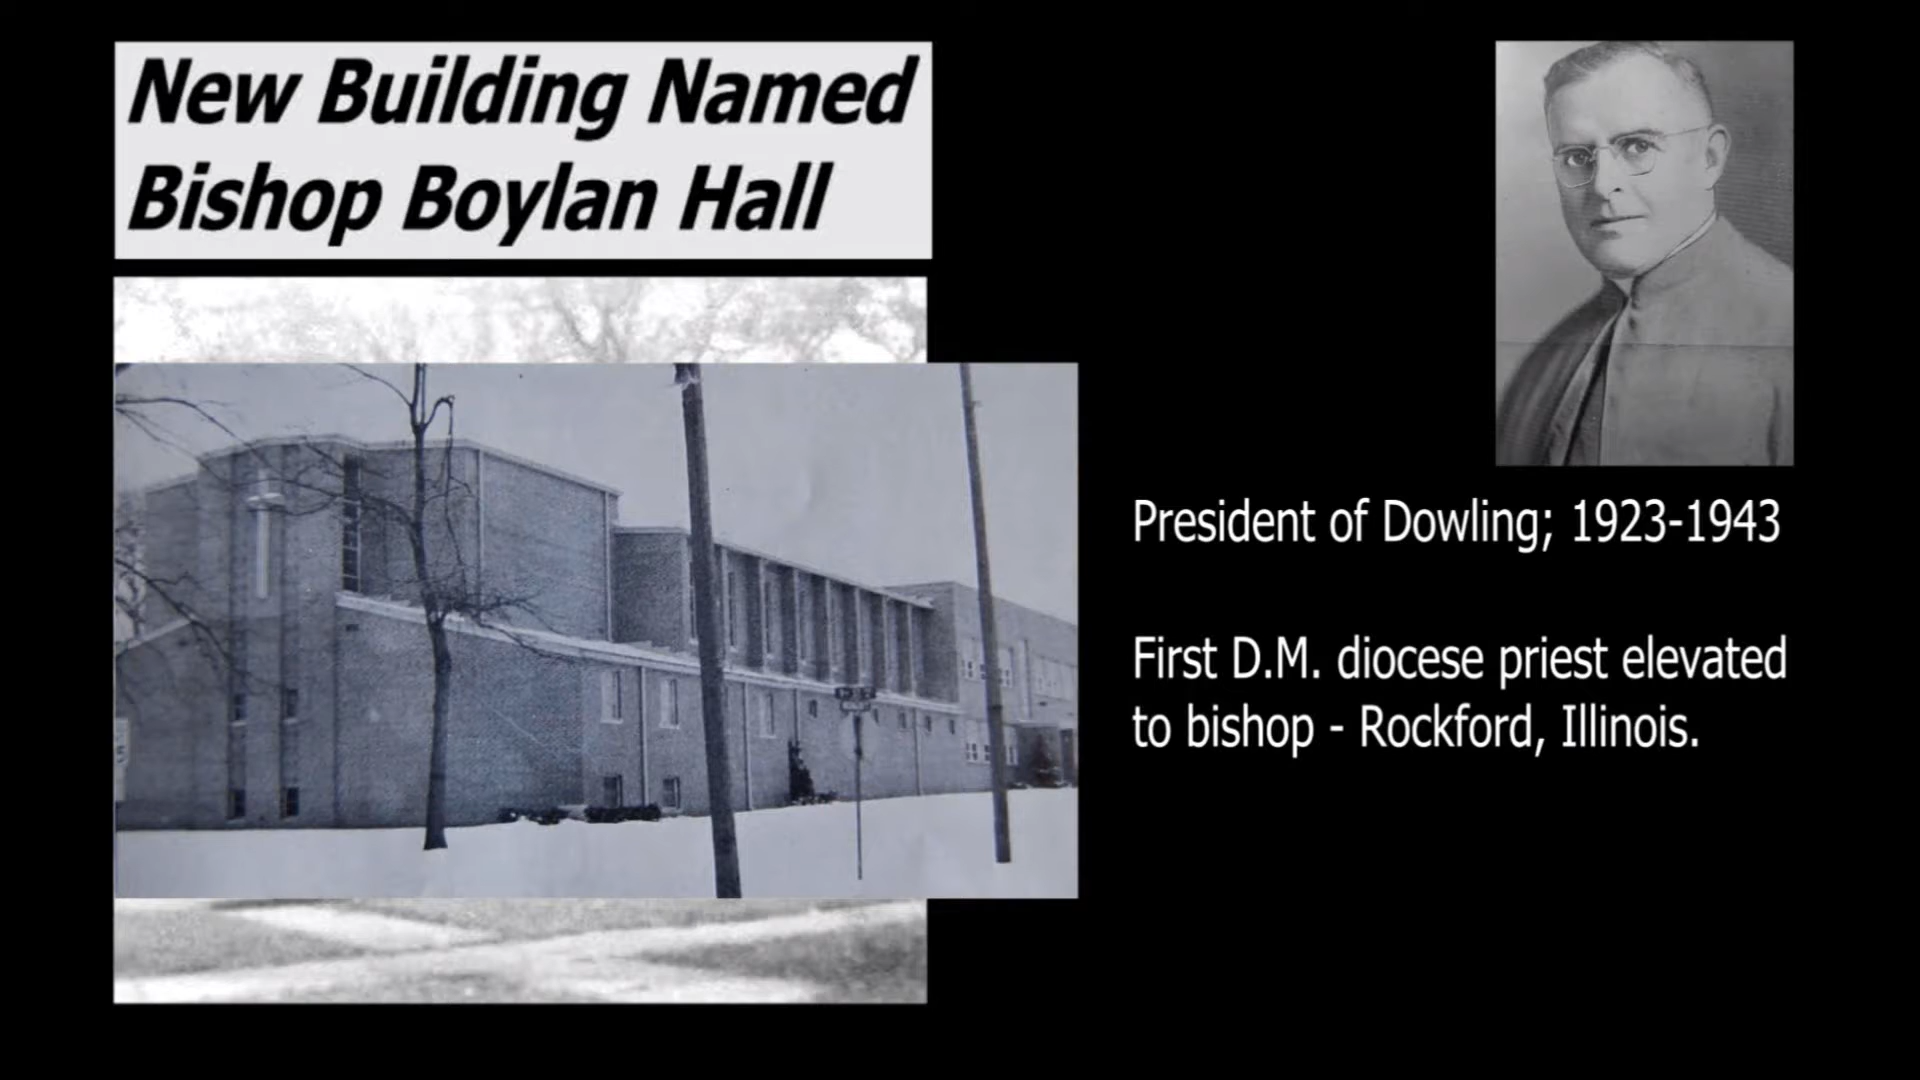 New Building Named
Bishop Boylan Hall
President of Dowling; 1923-1943
First D.M. diocese priest elevated
to bishop - Rockford, Illinois.